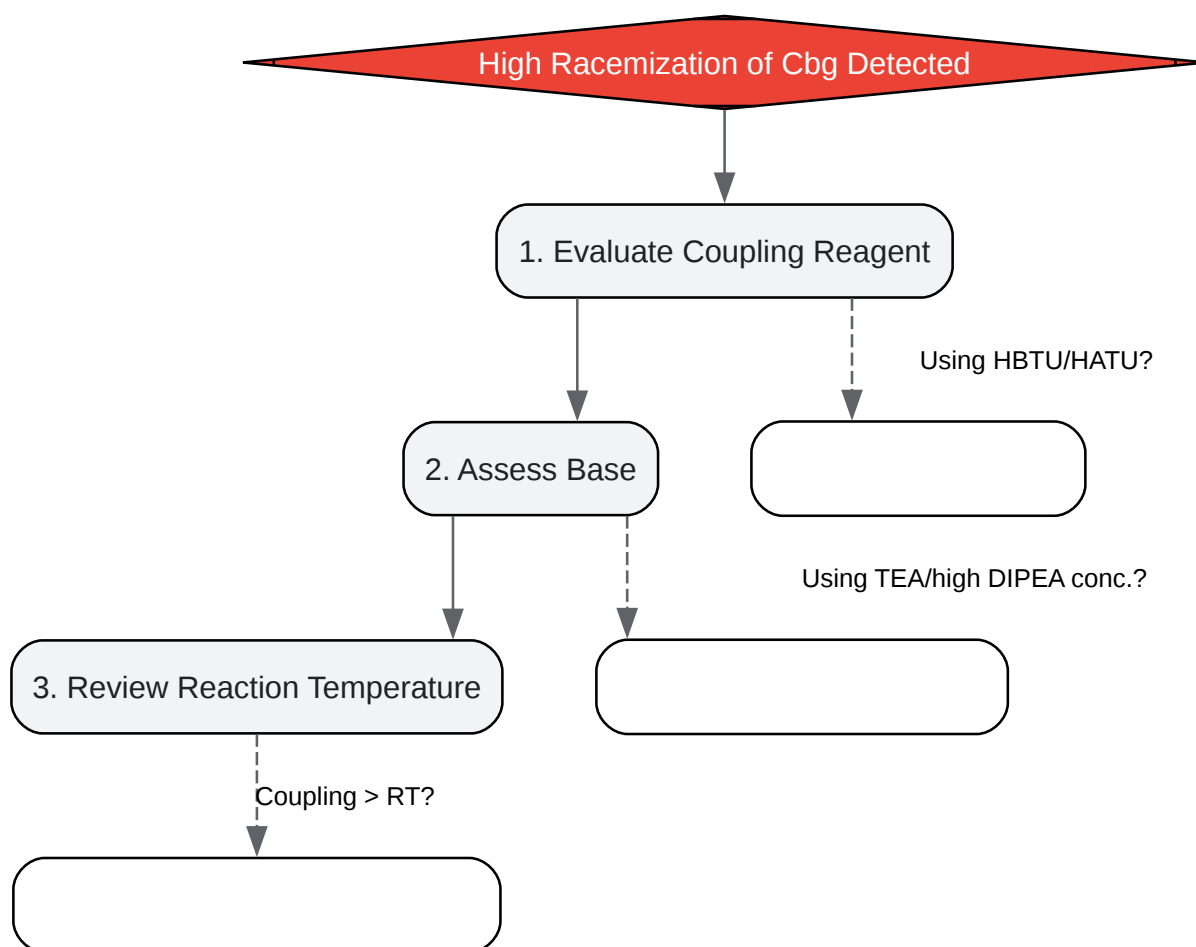 High Racemization of Cbg Detected
1. Evaluate Coupling Reagent
Using HBTU/HATU?
2. Assess Base
Using TEA/high DIPEA conc.?
3. Review Reaction Temperature
Coupling > RT?